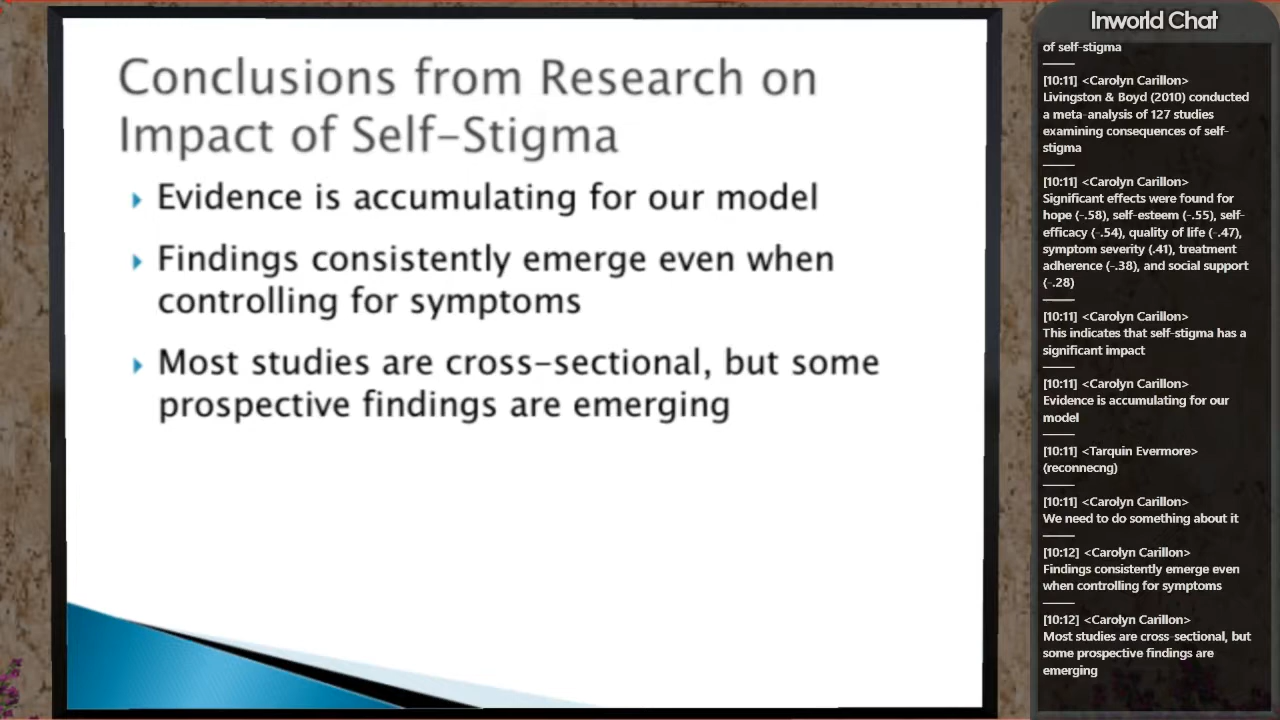 Conclusions from Research on
Impact of Self-Stigma
Evidence is accumulating for our model
Findings consistently emerge even when
controlling for symptoms
Most studies are cross-sectional, but some
prospective findings are emerging
Inworld Chat
of self-stigma
[10:11] <Carolyn Carillon>
Livingston & Boyd (2010) conducted
a meta-analysis of 127 studies
examining consequences of self-
stigma
[10:11] <Carolyn Carillon>
Significant effects were found for
hope (-.58), self-esteem (-.55), self-
efficacy (-.54), quality of life (-.47),
symptom severity (.41), treatment
adherence (-.38), and social support
(-.28)
[10:11] <Carolyn Carillon>
This indicates that self-stigma has a
significant impact
[10:11] <Carolyn Carillon>
Evidence is accumulating for our
model
[10:11] <Tarquin Evermore>
(reconnecng)
[10:11] <Carolyn Carillon>
We need to do something about it
[10:12] <Carolyn Carillon>
Findings consistently emerge even
when controlling for symptoms
[10:12] <Carolyn Carillon>
Most studies are cross-sectional, but
some prospective findings are
emerging